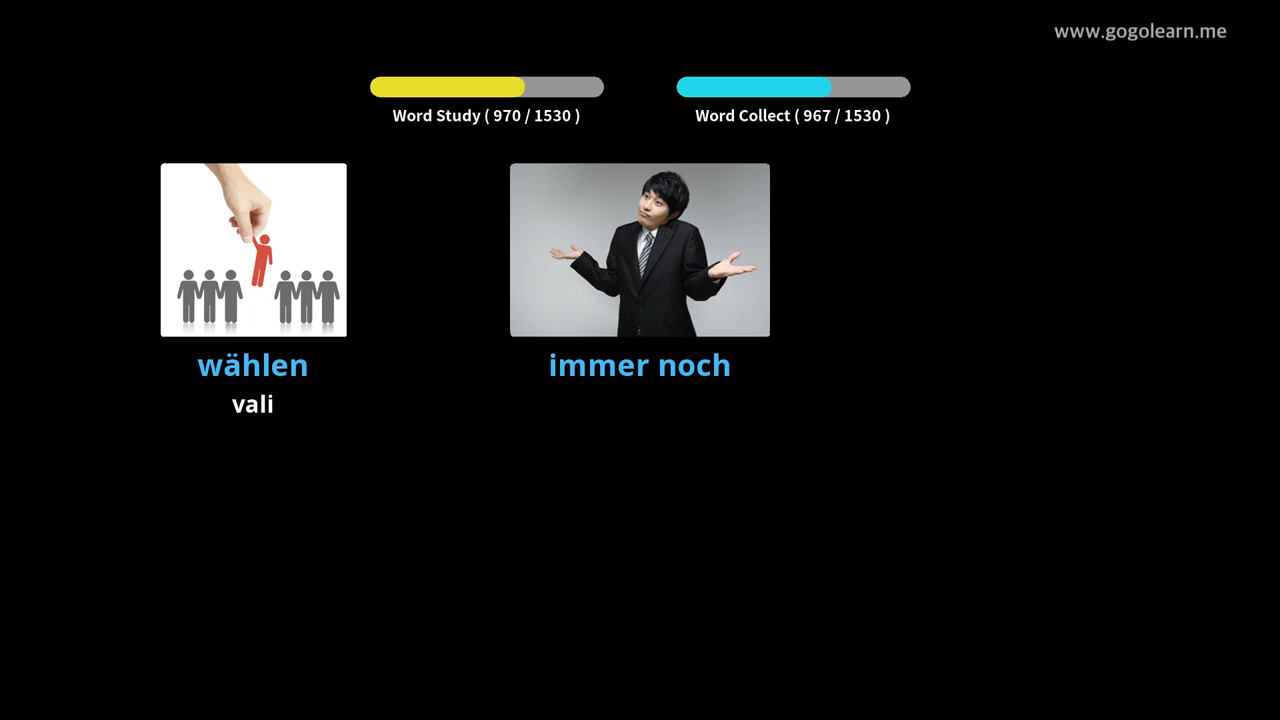 www.gogolearn.me
Word Study ( 970 / 1530 )
Word Collect ( 967 / 1530 )
wählen
vali
immer noch